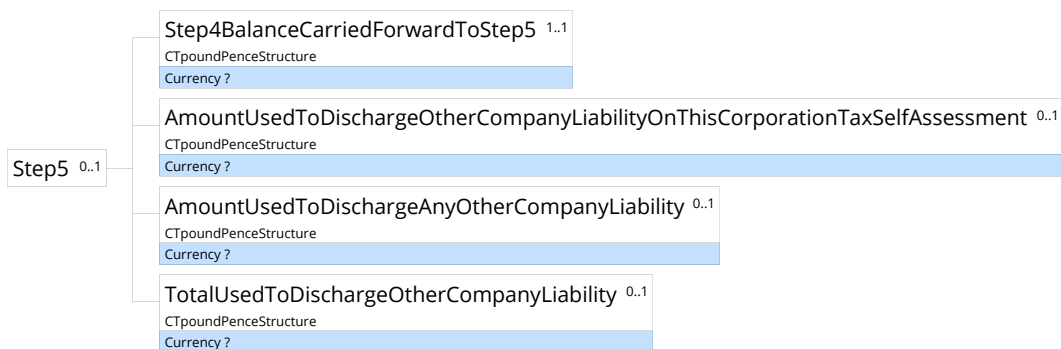 Step4BalanceCarriedForwardToStep5 1..1
CTpoundPenceStructure
Currency ?
AmountUsedToDischargeOtherCompanyLiabilityOnThisCorporationTaxSelfAssessment 0..1
CTpoundPenceStructure
Currency ?
Step5 0..1
AmountUsedToDischargeAnyOtherCompanyLiability 0..1
CTpoundPenceStructure
Currency ?
TotalUsedToDischargeOtherCompanyLiability 0..1
CTpoundPenceStructure
Currency ?